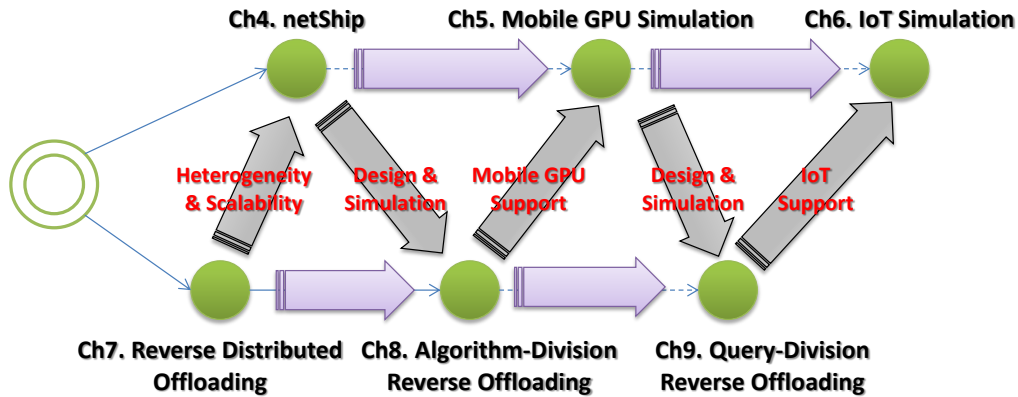 Ch4. netShip
Ch5. Mobile GPU Simulation
Ch6. IoT Simulation
Heterogeneity
& Scalability
Design &
Simulation
Mobile GPU
Support
Design &
Simulation
IoT
Support
Ch7. Reverse Distributed
Offloading
Ch8. Algorithm-Division
Reverse Offloading
Ch9. Query-Division
Reverse Offloading